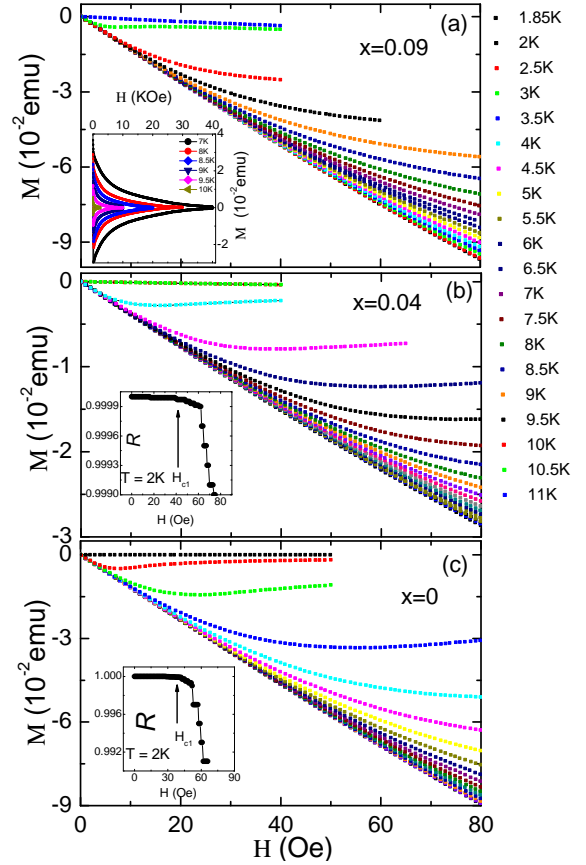 0
-3
-6
-9
M (10⁻²emu)
(a)
x=0.09
0 10 20 30 40
H (KOe)
7K
8K
8.5K
9K
9.5K
10K
2
0
-2
M (10⁻²emu)
0
-1
-2
-3
M (10⁻²emu)
(b)
x=0.04
0.9999
0.9996
0.9993
0.9990
R
T = 2K
H_c1
0 20 40 60 80
H (Oe)
0
-3
-6
-9
M (10⁻²emu)
(c)
x=0
1.000
0.996
0.992
R
T = 2K
H_c1
0 30 60 90
H (Oe)
0 20 40 60 80
H (Oe)
1.85K
2K
2.5K
3K
3.5K
4K
4.5K
5K
5.5K
6K
6.5K
7K
7.5K
8K
8.5K
9K
9.5K
10K
10.5K
11K